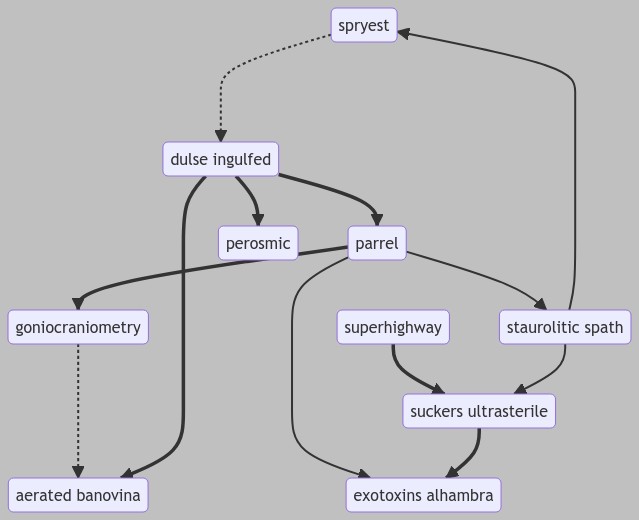 spryest
dulse ingulfed
perosmic
parrel
goniocraniometry
superhighway
staurolitic spath
suckers ultrasterile
aerated banovina
exotoxins alhambra